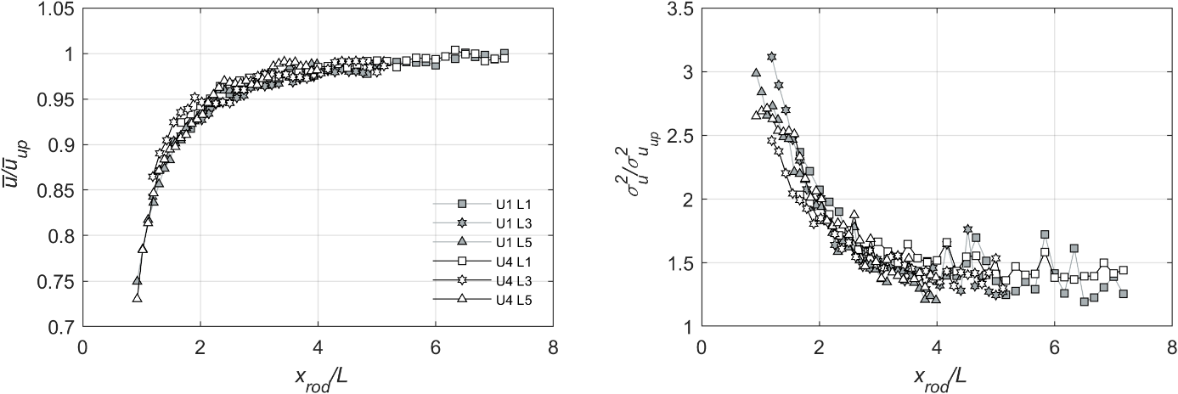 1.05
1
0.95
0.9
0.85
0.8
0.75
0.7
u̅/u̅_up
0 2 4 6 8
x_rod/L
U1 L1
U1 L3
U1 L5
U4 L1
U4 L3
U4 L5
3.5
3
2.5
2
1.5
1
σ²_u/σ²_u_up
0 2 4 6 8
x_rod/L